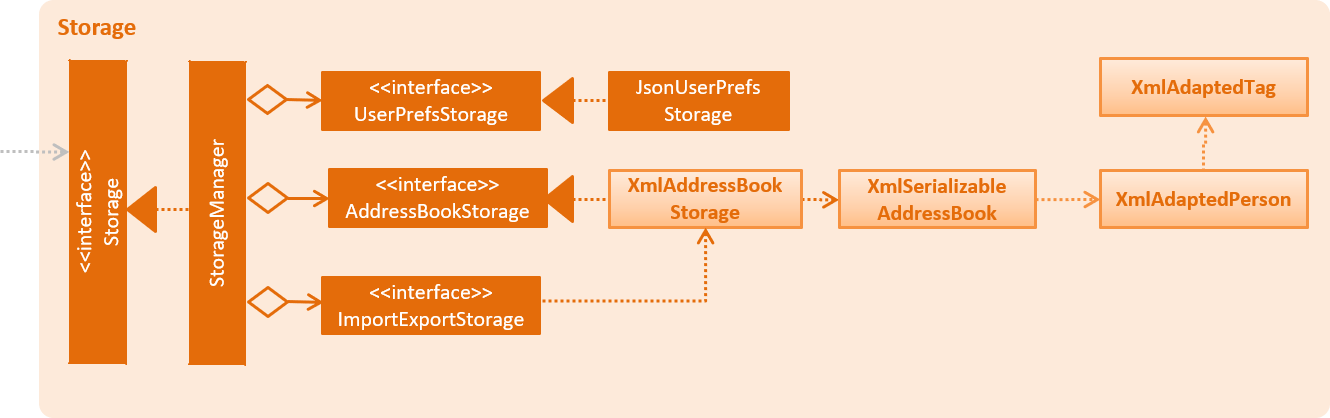 Storage
<<interface>>
Storage
StorageManager
<<interface>>
UserPrefsStorage
JsonUserPrefs
Storage
XmlAdaptedTag
<<interface>>
AddressBookStorage
XmlAddressBook
Storage
XmlSerializable
AddressBook
XmlAdaptedPerson
<<interface>>
ImportExportStorage